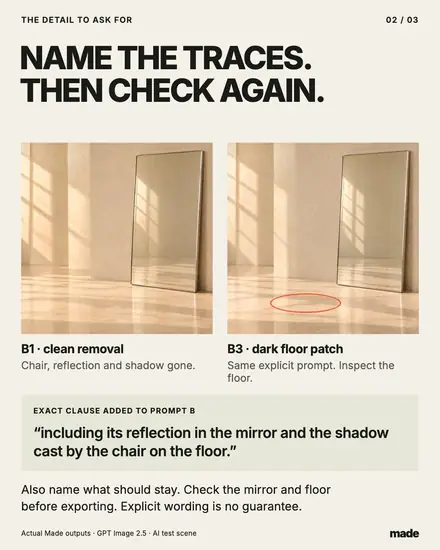 THE DETAIL TO ASK FOR
02 / 03
NAME THE TRACES.
THEN CHECK AGAIN.
B1 · clean removal
Chair, reflection and shadow gone.
B3 · dark floor patch
Same explicit prompt. Inspect the
floor.
EXACT CLAUSE ADDED TO PROMPT B
“including its reflection in the mirror and the shadow
cast by the chair on the floor.”
Also name what should stay. Check the mirror and floor
before exporting. Explicit wording is no guarantee.
Actual Made outputs · GPT Image 2.5 · AI test scene
made